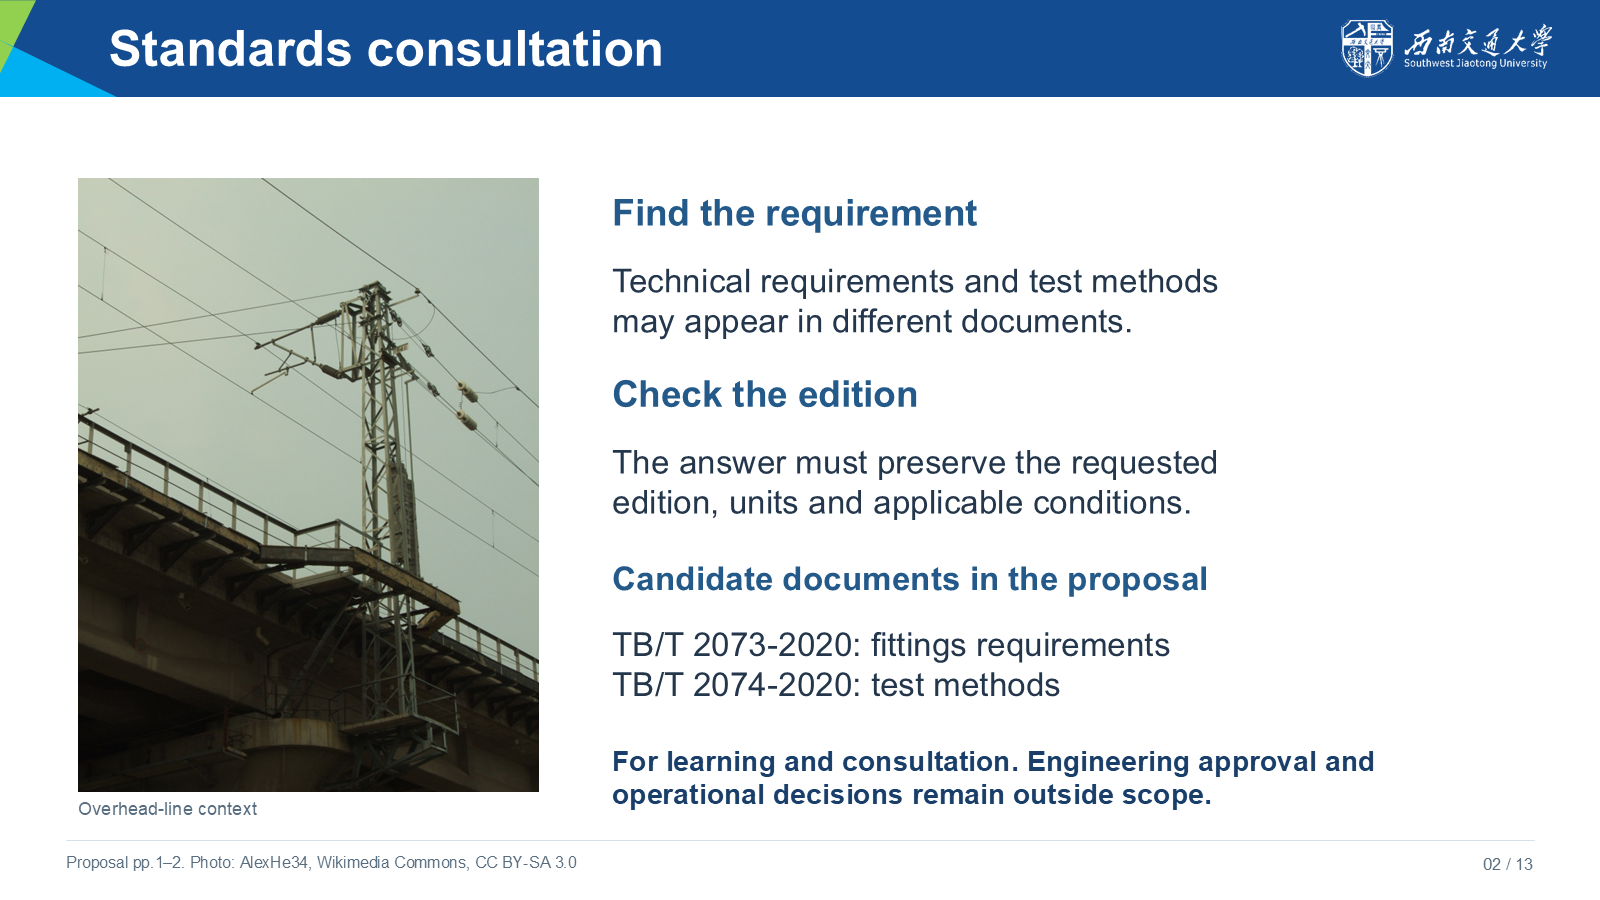 Standards consultation
西南交通大學
Southwest Jiaotong University
Find the requirement
Technical requirements and test methods
may appear in different documents.
Check the edition
The answer must preserve the requested
edition, units and applicable conditions.
Candidate documents in the proposal
TB/T 2073-2020: fittings requirements
TB/T 2074-2020: test methods
For learning and consultation. Engineering approval and
operational decisions remain outside scope.
Overhead-line context
Proposal pp.1–2. Photo: AlexHe34, Wikimedia Commons, CC BY-SA 3.0
02 / 13